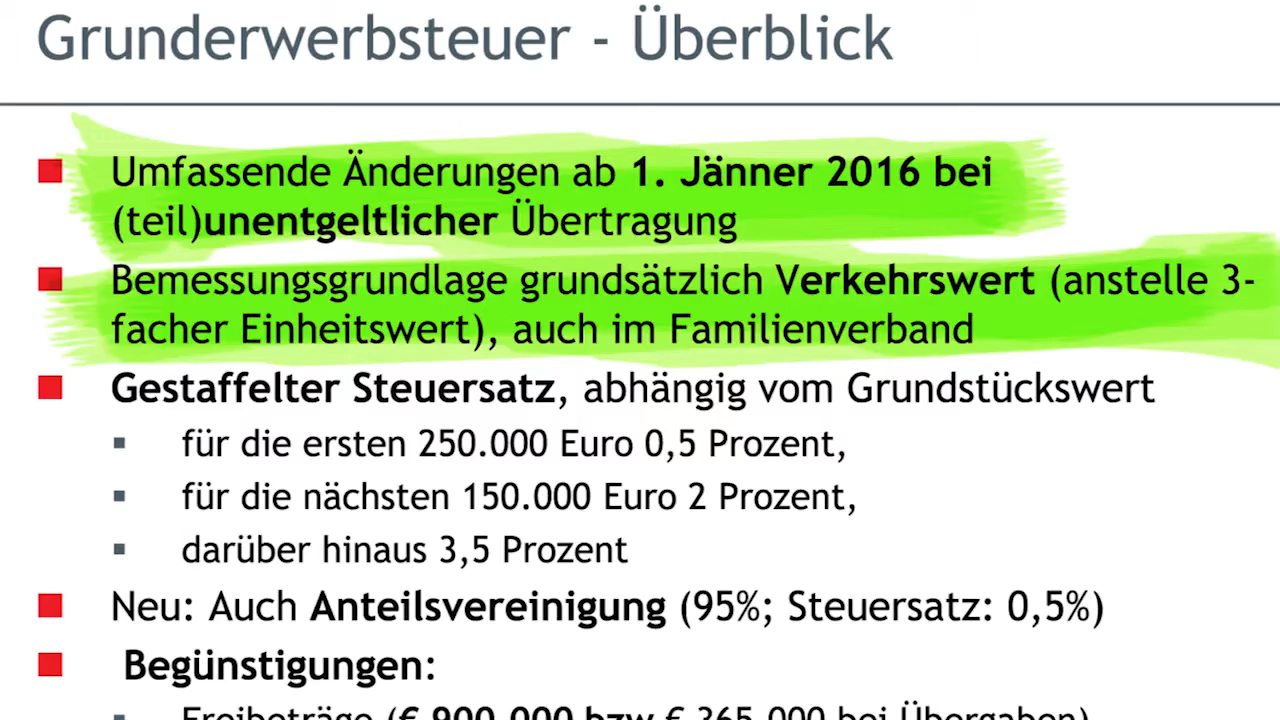 Grunderwerbsteuer - Überblick
Umfassende Änderungen ab 1. Jänner 2016 bei
(teil)unentgeltlicher Übertragung
Bemessungsgrundlage grundsätzlich Verkehrswert (anstelle 3-
facher Einheitswert), auch im Familienverband
Gestaffelter Steuersatz, abhängig vom Grundstückswert
für die ersten 250.000 Euro 0,5 Prozent,
für die nächsten 150.000 Euro 2 Prozent,
darüber hinaus 3,5 Prozent
Neu: Auch Anteilsvereinigung (95%; Steuersatz: 0,5%)
Begünstigungen:
Freibeträge (€ 900.000 bzw € 365.000 bei Übergaben)